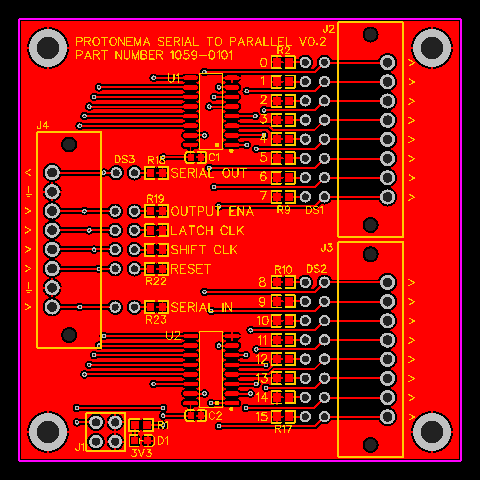 PROTONEMA SERIAL TO PARALLEL V0.2
PART NUMBER 1059-0101
J2
R2
U1
0
1
2
3
4
5
6
7
R9 DS1
J4
C1
DS3 R18
SERIAL OUT
R19
OUTPUT ENA
LATCH CLK
SHIFT CLK
RESET
R22
SERIAL IN
R23
J3
R10 DS2
8
9
10
11
12
13
14
15
R17
U2
C2
J1
R1
D1
3V3